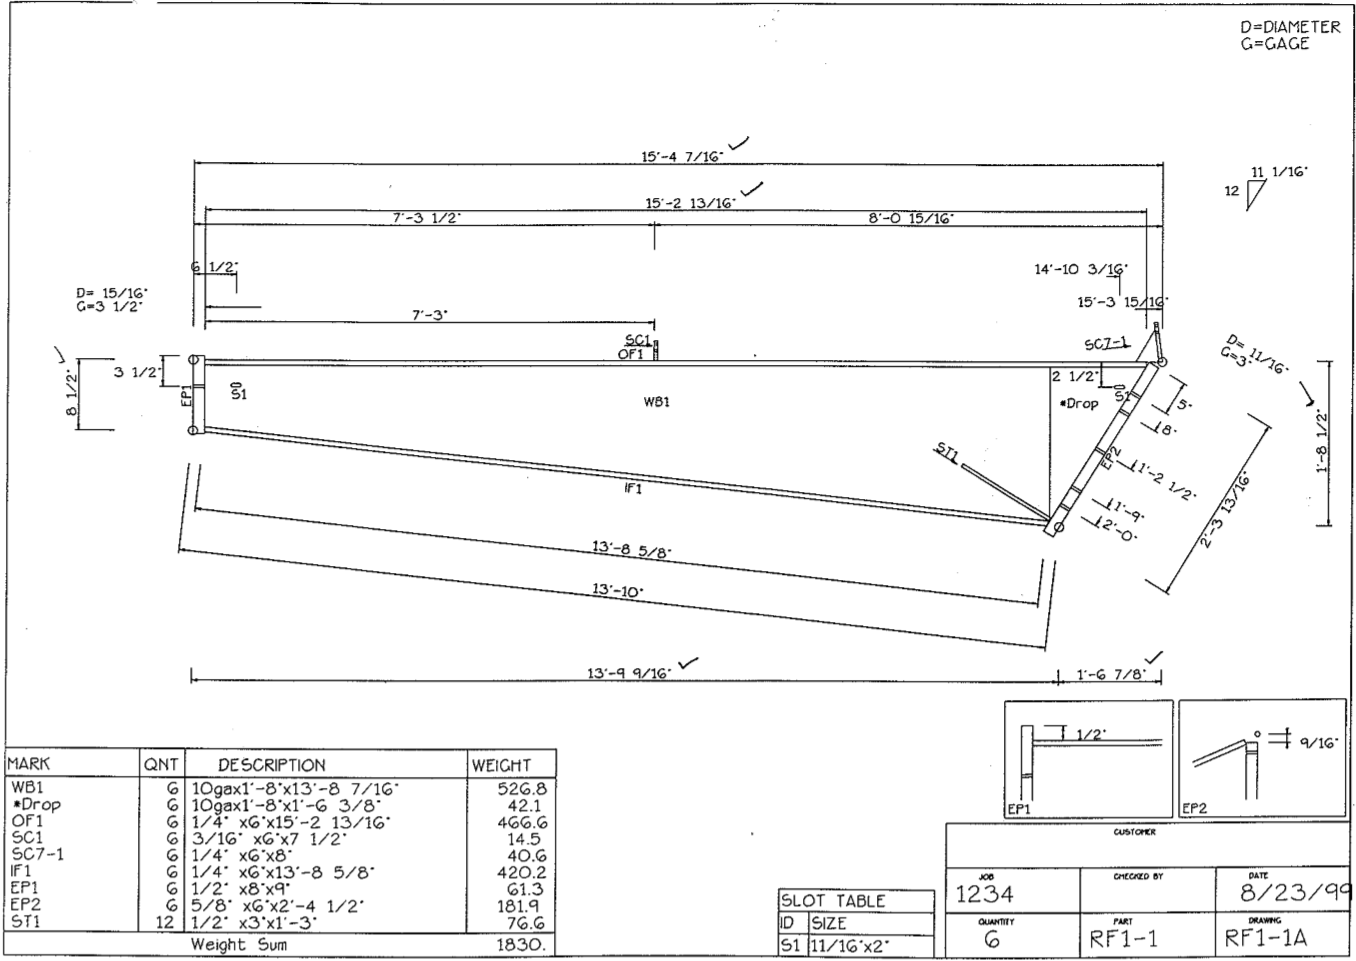 D=DIAMETER
G=GAGE
15'-4 7/16"
11 1/16"
12
15'-2 13/16"
7'-3 1/2"
8'-0 15/16"
6 1/2"
14'-10 3/16"
D= 15/16"
G=3 1/2"
15'-3 15/16"
7'-3"
SC1
OF1
SC7-1
D= 11/16"
G=3"
3 1/2"
8 1/2"
EP1
S1
WB1
2 1/2"
*Drop
S1
5"
8"
1'-8 1/2"
ST1
EP2
1'-2 1/2"
IF1
1'-9"
2'-0"
2'-3 13/16"
13'-8 5/8"
13'-10"
13'-9 9/16"
1'-6 7/8"
1/2"
EP1
9/16"
EP2
MARK QNT DESCRIPTION WEIGHT
WB1 6 10gax1'-8"x13'-8 7/16" 526.8
*Drop 6 10gax1'-8"x1'-6 3/8" 42.1
OF1 6 1/4" x6"x15'-2 13/16" 466.6
SC1 6 3/16" x6"x7 1/2" 14.5
SC7-1 6 1/4" x6"x8" 40.6
IF1 6 1/4" x6"x13'-8 5/8" 420.2
EP1 6 1/2" x8"x9" 61.3
EP2 6 5/8" x6"x2'-4 1/2" 181.9
ST1 12 1/2" x3"x1'-3" 76.6
Weight Sum 1830.
SLOT TABLE
ID SIZE
S1 11/16"x2"
CUSTOMER
JOB CHECKED BY DATE
1234 8/23/99
QUANTITY PART DRAWING
6 RF1-1 RF1-1A